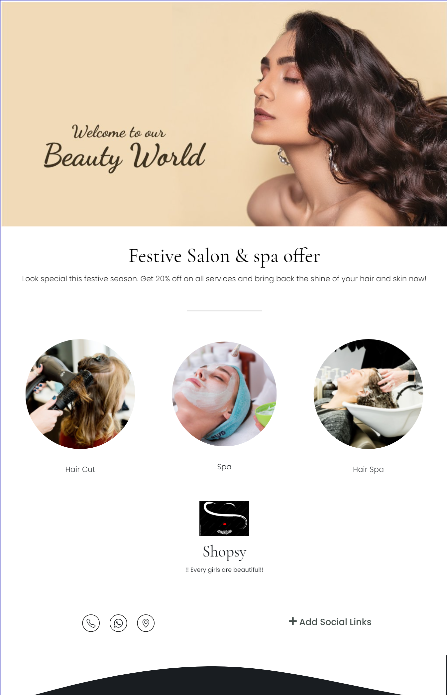 Welcome to our
Beauty World
Festive Salon & spa offer
Look special this festive season. Get 20% off on all services and bring back the shine of your hair and skin now!
Hair Cut
Spa
Hair Spa
Shopsy
!! Every girls are beautiful!!
+ Add Social Links